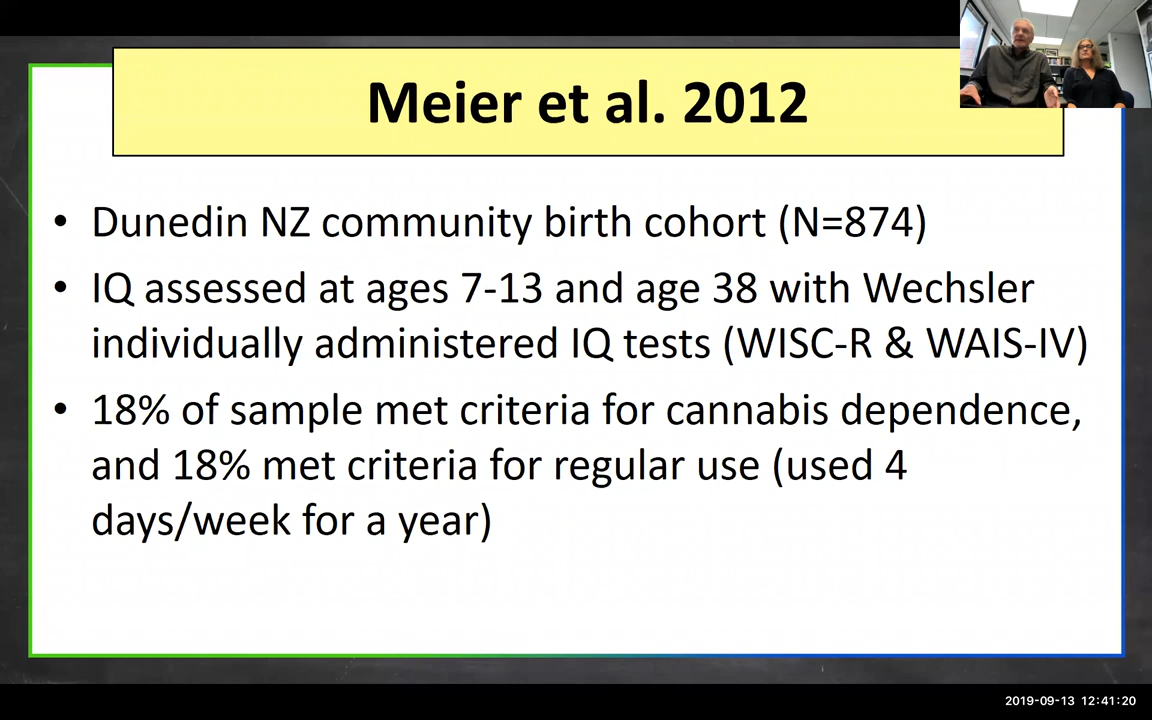 Meier et al. 2012
• Dunedin NZ community birth cohort (N=874)
• IQ assessed at ages 7-13 and age 38 with Wechsler
individually administered IQ tests (WISC-R & WAIS-IV)
• 18% of sample met criteria for cannabis dependence,
and 18% met criteria for regular use (used 4
days/week for a year)
2019-09-13 12:41:20